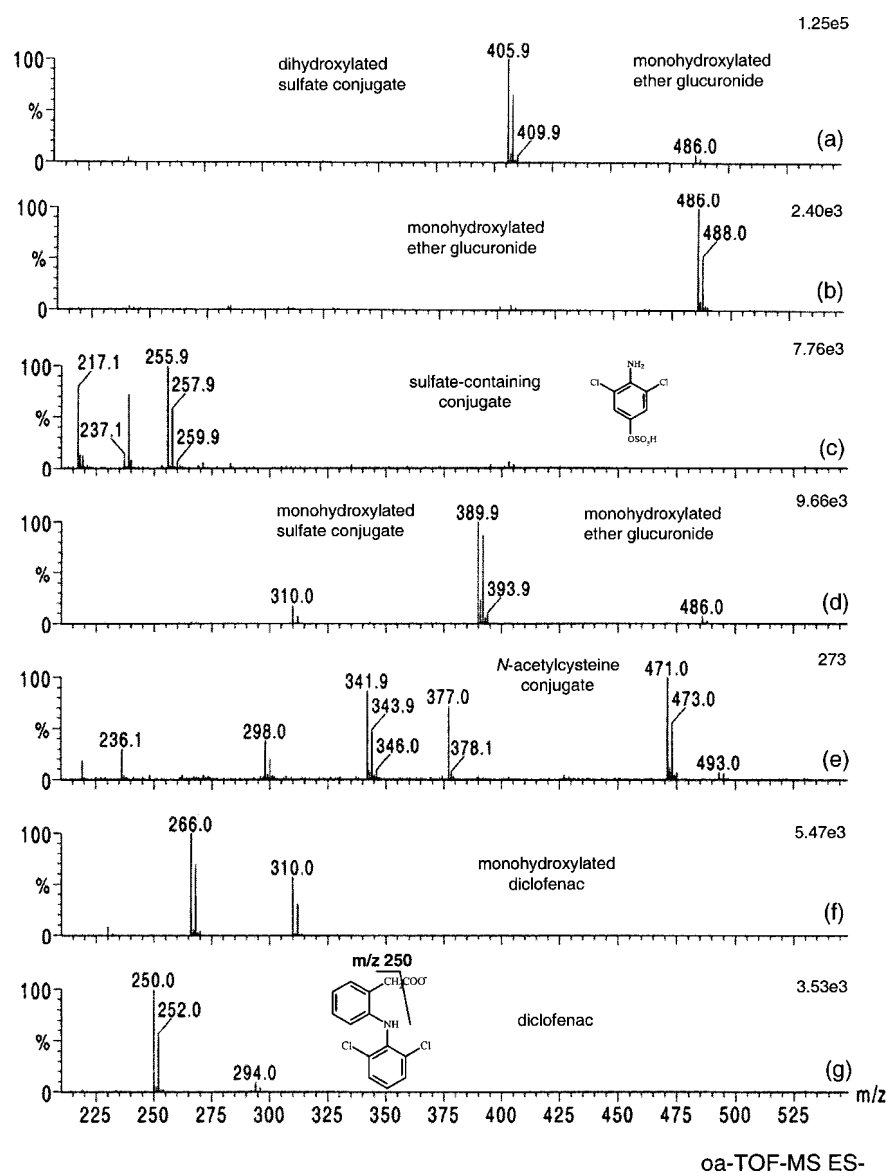 1.25e5
100
%
0
dihydroxylated
sulfate conjugate
405.9
409.9
monohydroxylated
ether glucuronide
486.0
(a)
2.40e3
100
%
0
monohydroxylated
ether glucuronide
486.0
488.0
(b)
7.76e3
100
%
0
217.1
237.1
255.9
257.9
259.9
sulfate-containing
conjugate
NH₂
Cl
Cl
OSO₃H
(c)
9.66e3
100
%
0
monohydroxylated
sulfate conjugate
310.0
389.9
393.9
monohydroxylated
ether glucuronide
486.0
(d)
273
100
%
0
236.1
298.0
341.9
343.9
346.0
377.0
378.1
N-acetylcysteine
conjugate
471.0
473.0
493.0
(e)
5.47e3
100
%
0
266.0
310.0
monohydroxylated
diclofenac
(f)
3.53e3
100
%
0
250.0
252.0
294.0
m/z 250
CH₂COO⁻
NH
Cl
Cl
diclofenac
(g)
225 250 275 300 325 350 375 400 425 450 475 500 525 m/z
oa-TOF-MS ES-